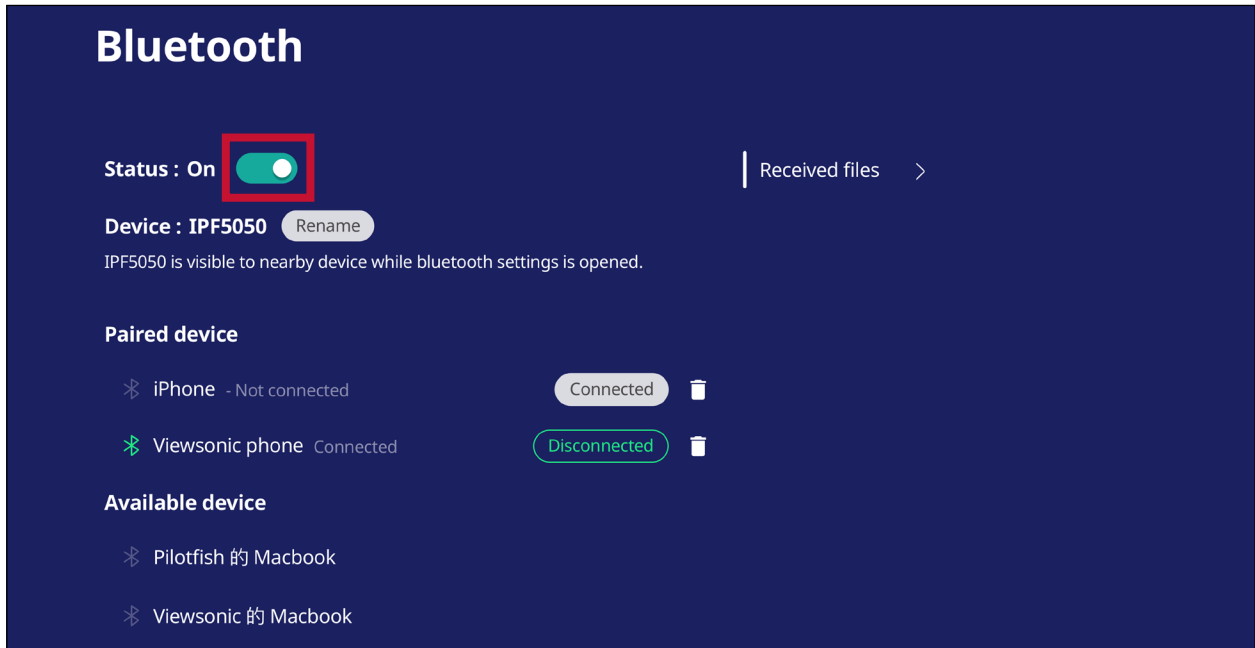 Bluetooth
Status : On
Received files
Device : IPF5050 Rename
IPF5050 is visible to nearby device while bluetooth settings is opened.
Paired device
iPhone - Not connected Connected
Viewsonic phone Connected Disconnected
Available device
Pilotfish 的 Macbook
Viewsonic 的 Macbook